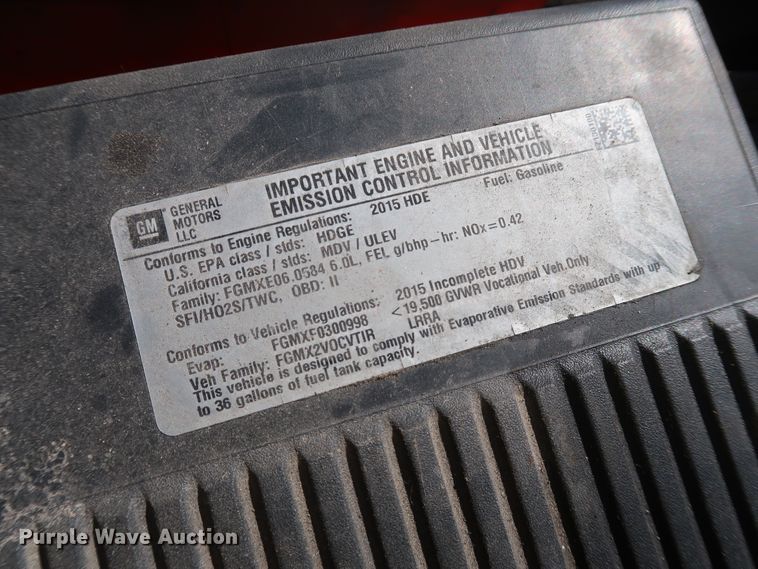 GM
GENERAL
MOTORS
LLC
IMPORTANT ENGINE AND VEHICLE
EMISSION CONTROL INFORMATION
Fuel: Gasoline
Conforms to Engine Regulations: 2015 HDE
U.S. EPA class / stds: HDGE
California class / stds: MDV / ULEV
Family: FGMXE06.0584 6.0L, FEL g/bhp-hr: NOx=0.42
SFI/HO2S/TWC, OBD: II
Conforms to Vehicle Regulations: 2015 Incomplete HDV
Evap: FGMXF0300998 <19,500 GVWR Vocational Veh Only
Veh Family: FGMX2VOCVTIR LRRA
This vehicle is designed to comply with Evaporative Emission Standards with up
to 36 gallons of fuel tank capacity.
Purple Wave Auction